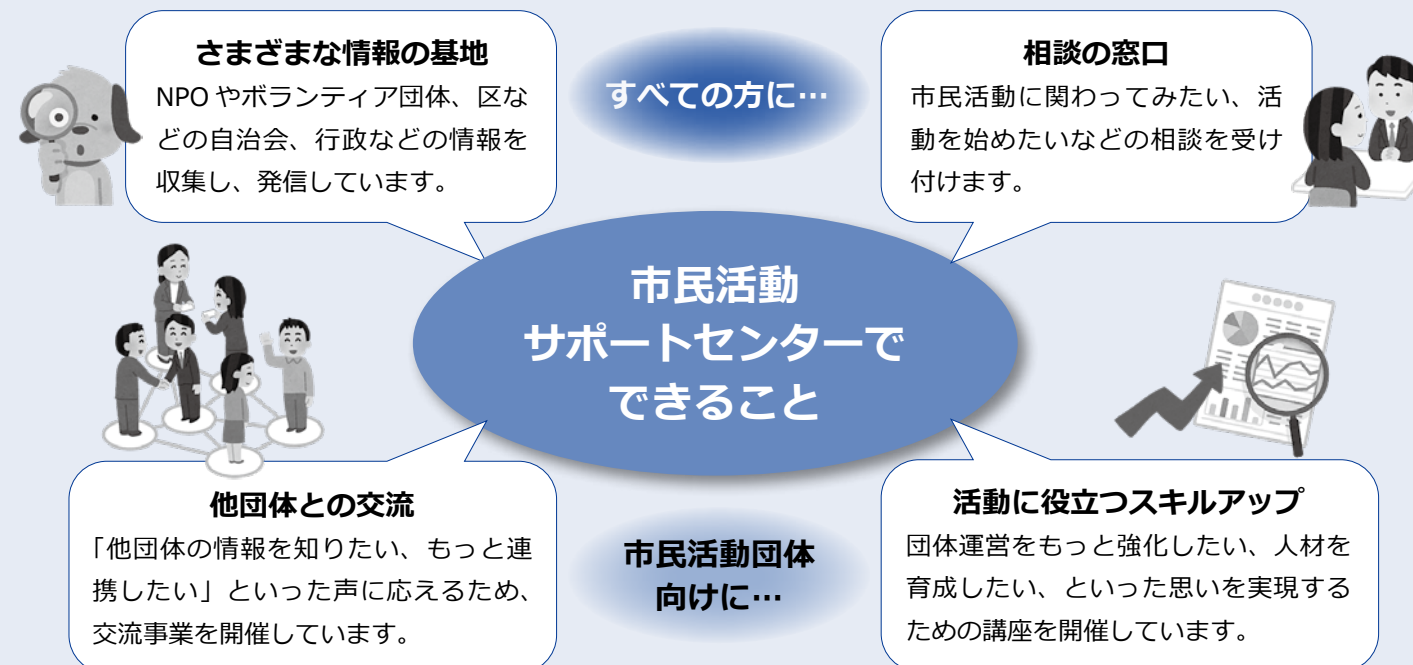 さまざまな情報の基地
NPO やボランティア団体、区な
どの自治会、行政などの情報を
収集し、発信しています。
すべての方に…
相談の窓口
市民活動に関わってみたい、活
動を始めたいなどの相談を受け
付けます。
市民活動
サポートセンターで
できること
他団体との交流
「他団体の情報を知りたい、もっと連
携したい」といった声に応えるため、
交流事業を開催しています。
市民活動団体
向けに…
活動に役立つスキルアップ
団体運営をもっと強化したい、人材を
育成したい、といった思いを実現する
ための講座を開催しています。